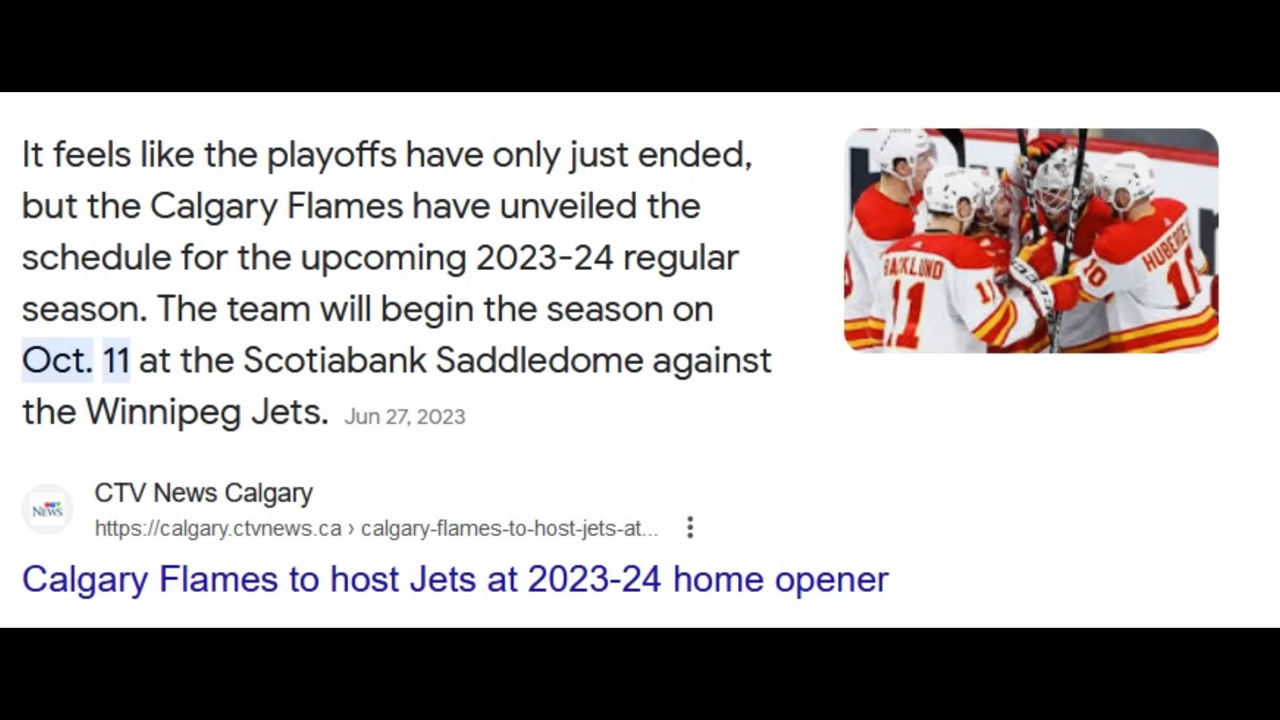 It feels like the playoffs have only just ended,
but the Calgary Flames have unveiled the
schedule for the upcoming 2023-24 regular
season. The team will begin the season on
Oct. 11 at the Scotiabank Saddledome against
the Winnipeg Jets. Jun 27, 2023
BACKLUND
11
11
10
10
NEWS
CTV News Calgary
https://calgary.ctvnews.ca › calgary-flames-to-host-jets-at...
Calgary Flames to host Jets at 2023-24 home opener